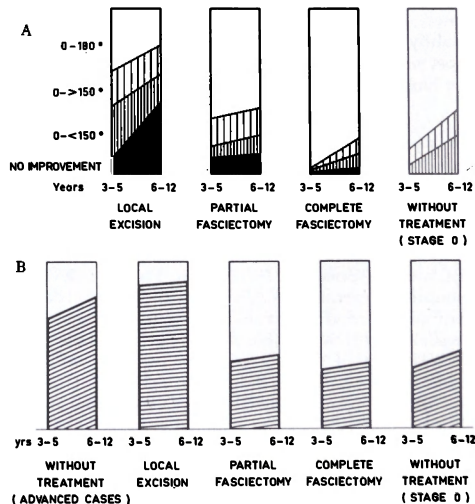 A
0-180°
0->150°
0-<150°
NO IMPROVEMENT
Years 3-5 6-12 3-5 6-12 3-5 6-12 3-5 6-12
LOCAL EXCISION
PARTIAL FASCIECTOMY
COMPLETE FASCIECTOMY
WITHOUT TREATMENT (STAGE 0)
B
yrs 3-5 6-12 3-5 6-12 3-5 6-12 3-5 6-12 3-5 6-12
WITHOUT TREATMENT (ADVANCED CASES)
LOCAL EXCISION
PARTIAL FASCIECTOMY
COMPLETE FASCIECTOMY
WITHOUT TREATMENT (STAGE 0)